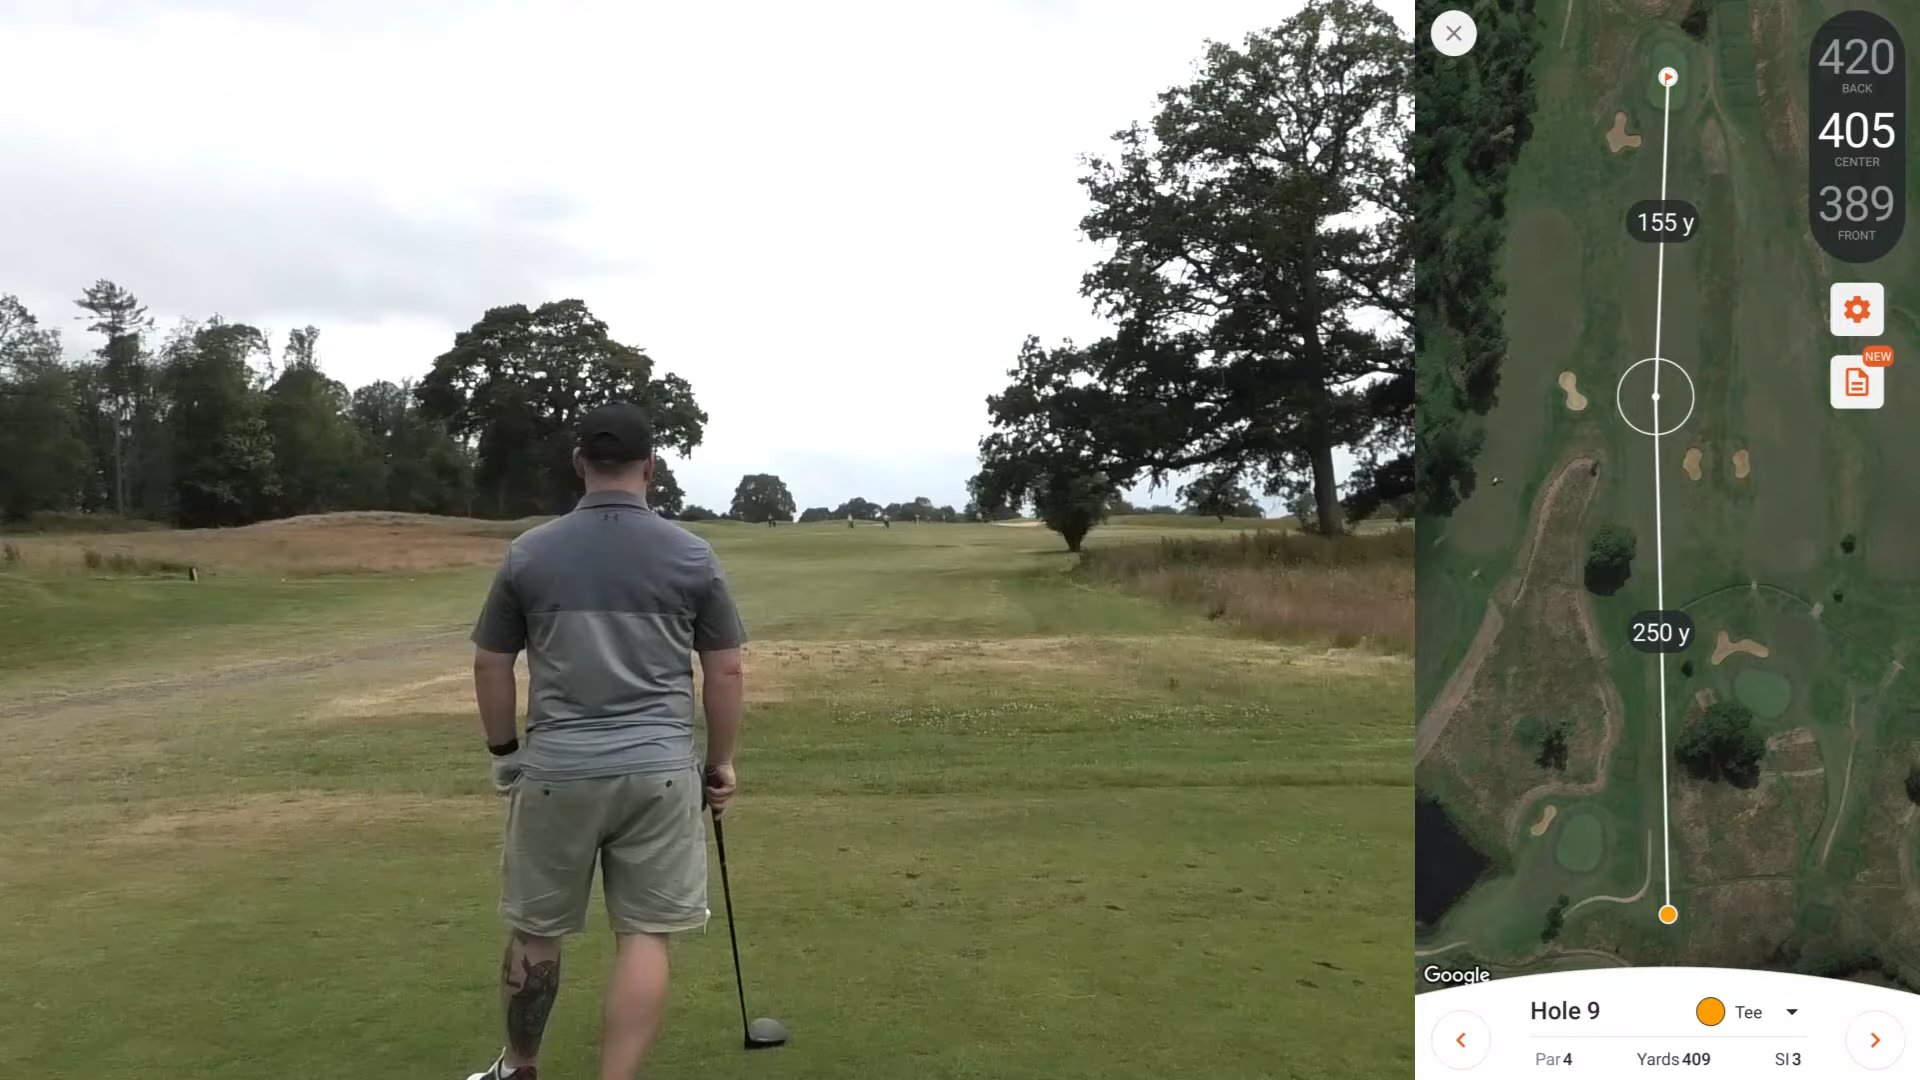 420
BACK
405
CENTER
389
FRONT
155 y
NEW
250 y
Google
Hole 9
Tee
Par 4
Yards 409
SI 3